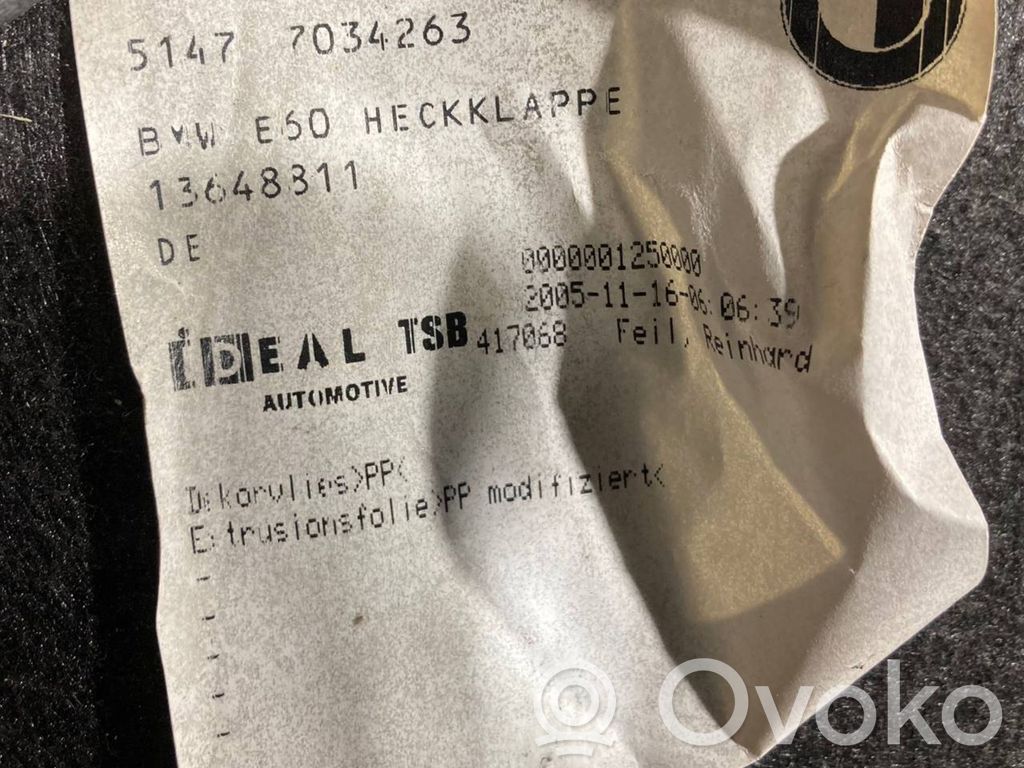 5147 7034263
BMW E60 HECKKLAPPE
13648311
DE
0000001250000
2005-11-16-06:06:39
IDEAL TSB 417068 Feil, Reinhard
AUTOMOTIVE
Dekorvlies>PP<
Extrusionsfolie>PP modifiziert<
-
-
-
-
-
Ovoko